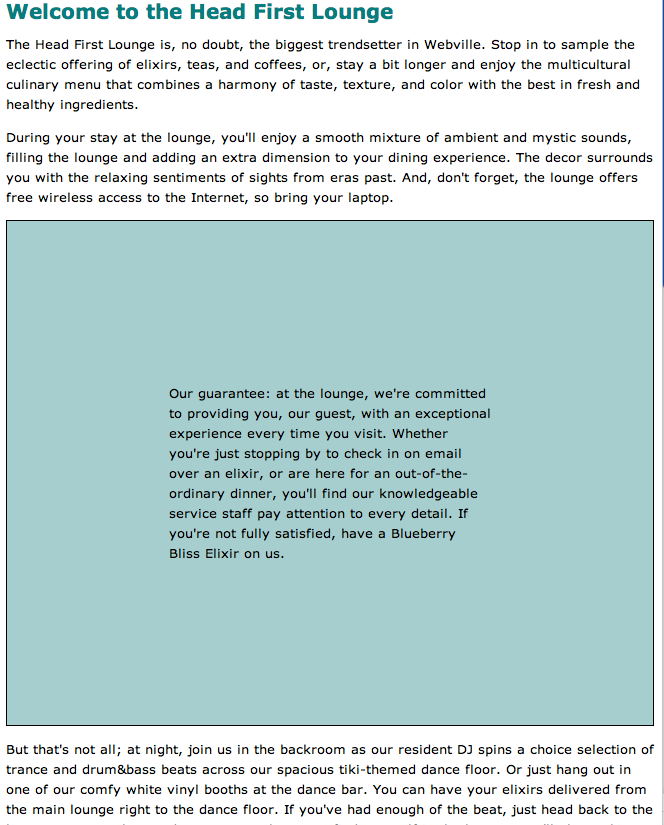 Welcome to the Head First Lounge
The Head First Lounge is, no doubt, the biggest trendsetter in Webville. Stop in to sample the
eclectic offering of elixirs, teas, and coffees, or, stay a bit longer and enjoy the multicultural
culinary menu that combines a harmony of taste, texture, and color with the best in fresh and
healthy ingredients.
During your stay at the lounge, you'll enjoy a smooth mixture of ambient and mystic sounds,
filling the lounge and adding an extra dimension to your dining experience. The decor surrounds
you with the relaxing sentiments of sights from eras past. And, don't forget, the lounge offers
free wireless access to the Internet, so bring your laptop.
Our guarantee: at the lounge, we're committed
to providing you, our guest, with an exceptional
experience every time you visit. Whether
you're just stopping by to check in on email
over an elixir, or are here for an out-of-the-
ordinary dinner, you'll find our knowledgeable
service staff pay attention to every detail. If
you're not fully satisfied, have a Blueberry
Bliss Elixir on us.
But that's not all; at night, join us in the backroom as our resident DJ spins a choice selection of
trance and drum&bass beats across our spacious tiki-themed dance floor. Or just hang out in
one of our comfy white vinyl booths at the dance bar. You can have your elixirs delivered from
the main lounge right to the dance floor. If you've had enough of the beat, just head back to the